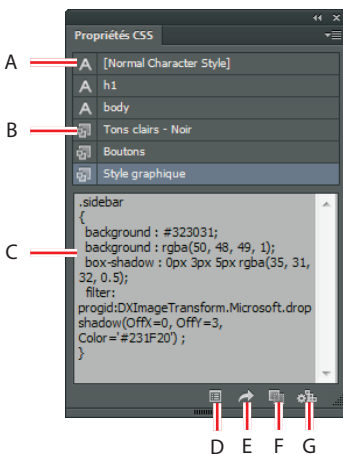 Propriétés CSS
A
A [Normal Character Style]
A h1
A body
B
Tons clairs - Noir
Boutons
Style graphique
C
.sidebar
{
background : #323031;
background : rgba(50, 48, 49, 1);
box-shadow : 0px 3px 5px rgba(35, 31,
32, 0.5);
filter:
progid:DXImageTransform.Microsoft.drop
shadow(OffX=0, OffY=3,
Color='#231F20') ;
}
D E F G